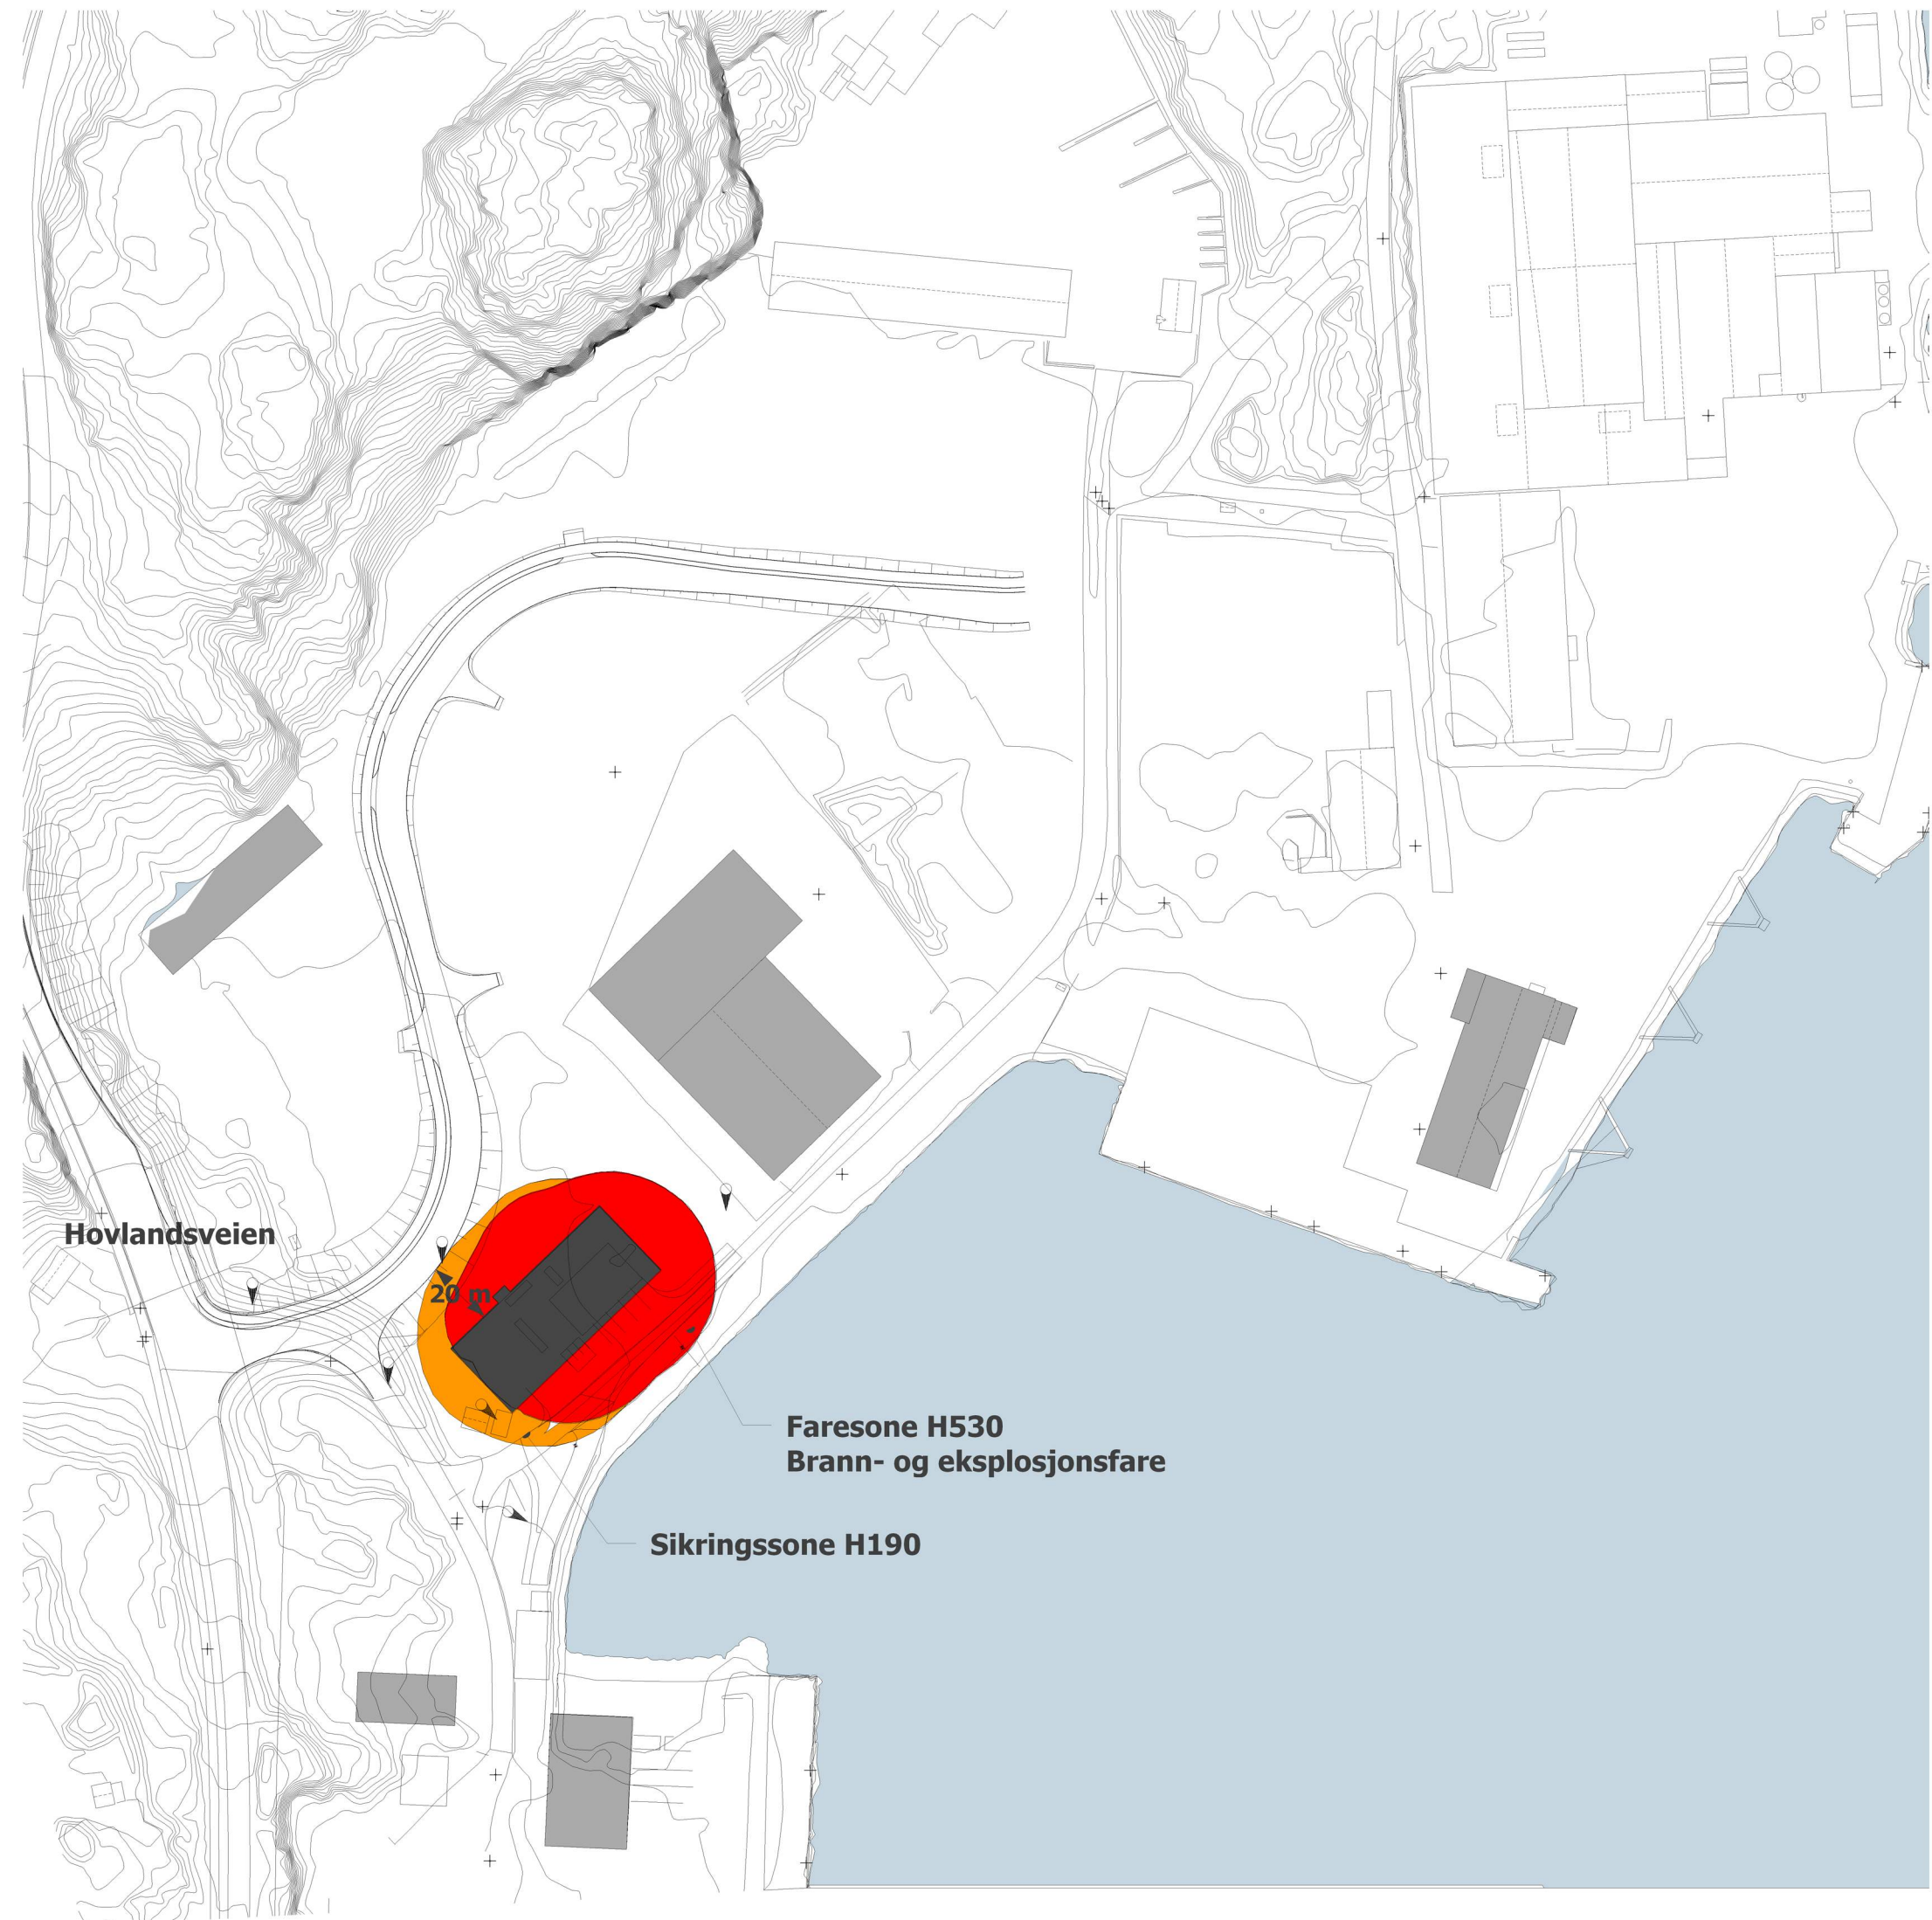 Hovlandsveien
20 m
Faresone H530
Brann- og eksplosjonsfare
Sikringssone H190